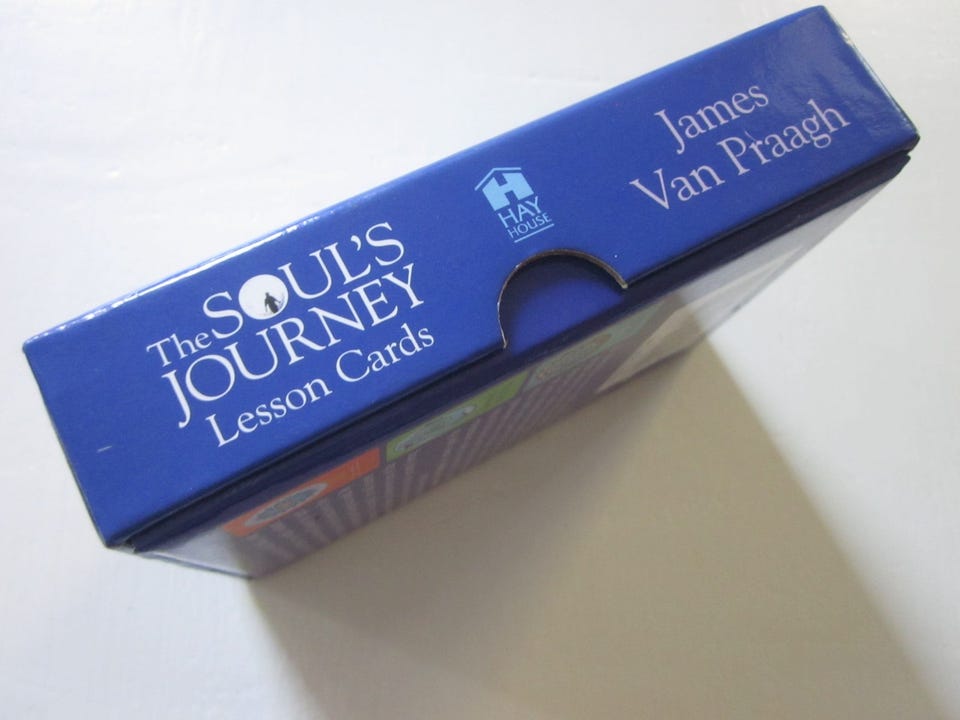 The SOUL'S
JOURNEY
Lesson Cards
H
HAY
HOUSE
James
Van Praagh